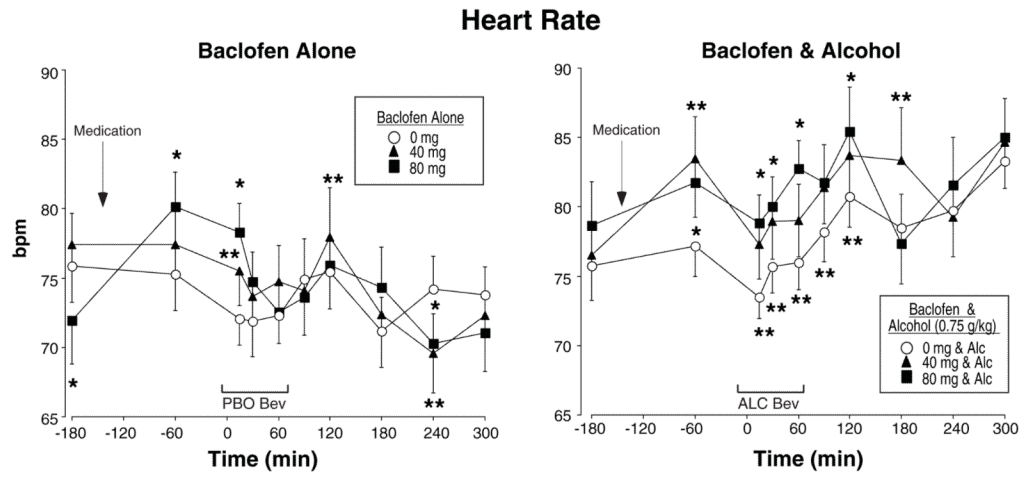 Heart Rate
Baclofen Alone
90
85
80
75
70
65
bpm
Medication
Baclofen Alone
0 mg
40 mg
80 mg
*
*
*
**
**
*
**
PBO Bev
-180 -120 -60 0 60 120 180 240 300
Time (min)
Baclofen & Alcohol
90
85
80
75
70
65
Medication
**
*
*
*
*
*
**
**
**
**
**
**
Baclofen &
Alcohol (0.75 g/kg)
0 mg & Alc
40 mg & Alc
80 mg & Alc
ALC Bev
-180 -120 -60 0 60 120 180 240 300
Time (min)